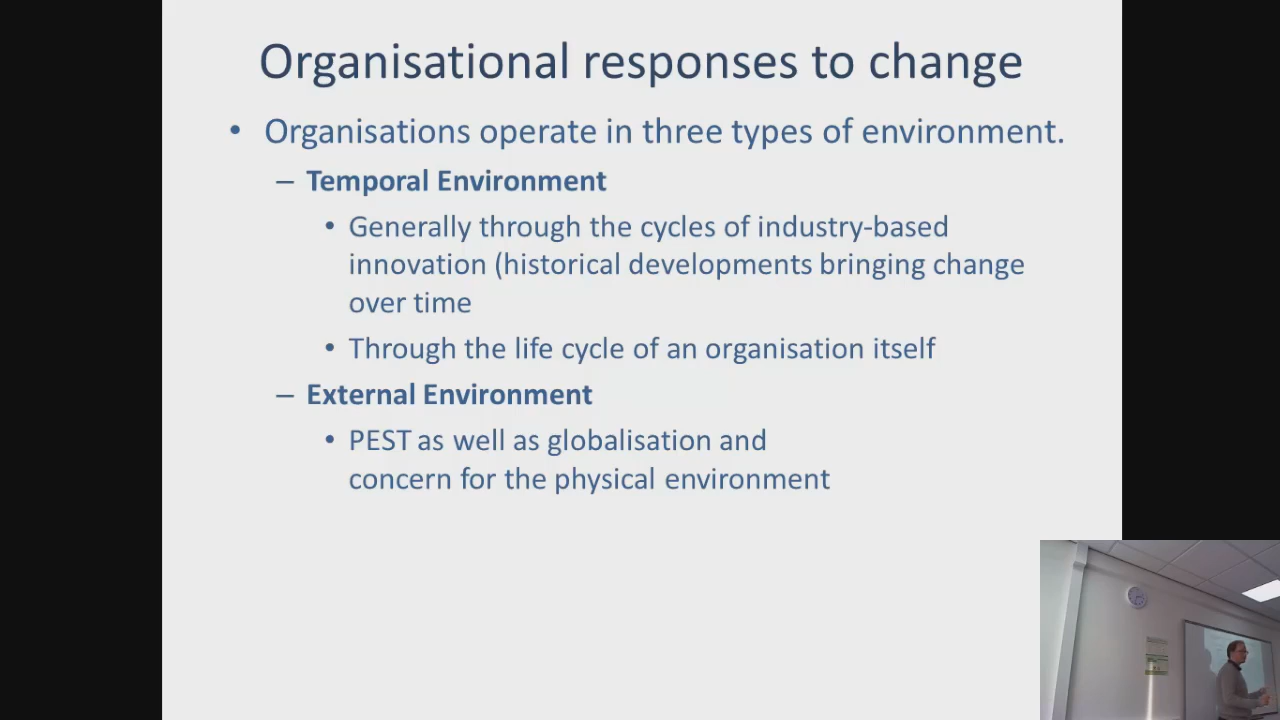 Organisational responses to change
• Organisations operate in three types of environment.
– Temporal Environment
• Generally through the cycles of industry-based
innovation (historical developments bringing change
over time
• Through the life cycle of an organisation itself
– External Environment
• PEST as well as globalisation and
concern for the physical environment